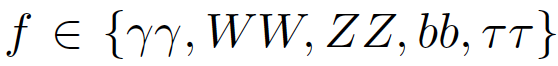 f ∈ {γγ, WW, ZZ, bb, ττ}